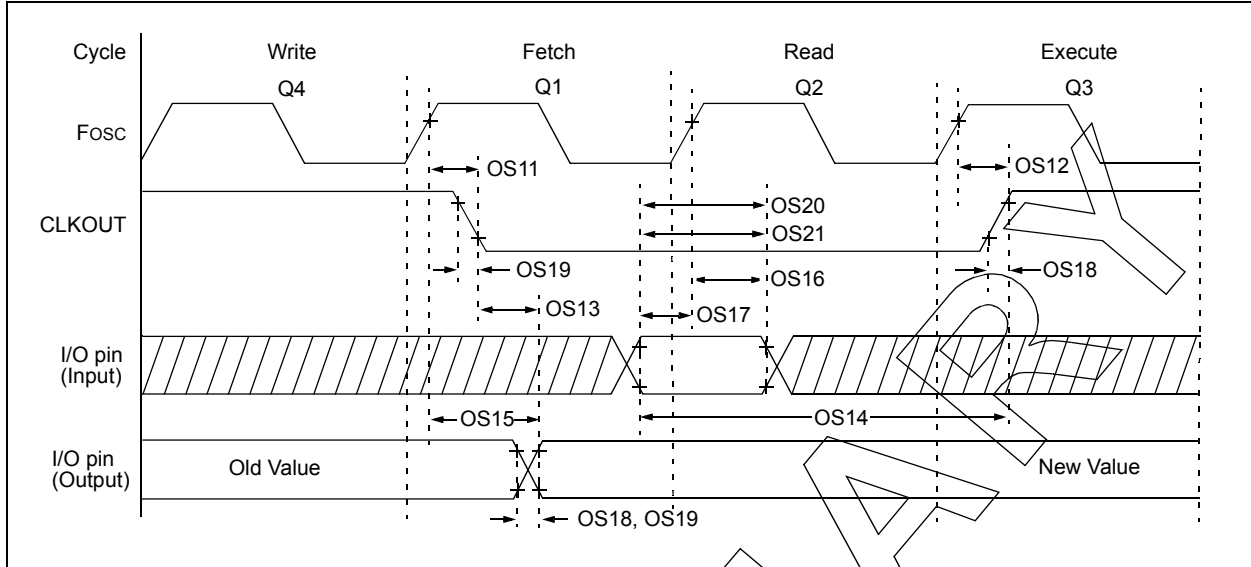 Cycle Write Fetch Read Execute
Q4 Q1 Q2 Q3
Fosc
OS11 OS12
CLKOUT
OS20
OS21
OS19 OS16 OS18
OS13 OS17
I/O pin
(Input)
OS15 OS14
I/O pin
(Output)
Old Value New Value
OS18, OS19